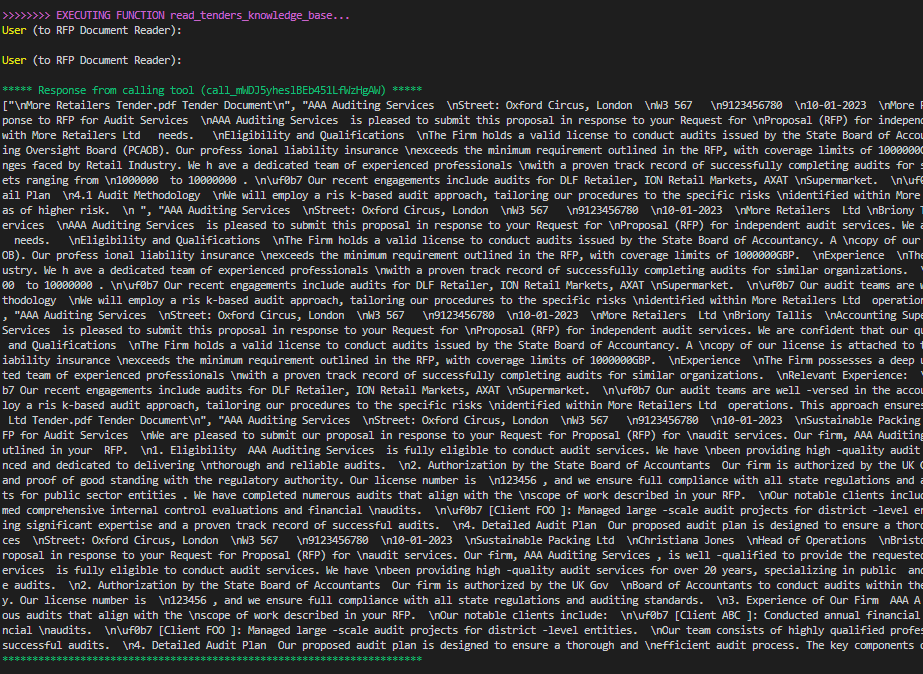 >>>>>>>> EXECUTING FUNCTION read_tenders_knowledge_base...
User (to RFP Document Reader):
User (to RFP Document Reader):
***** Response from calling tool (call_mWDJ5yheslBEb451LfWzHgAW) *****
["\nMore Retailers Tender.pdf Tender Document\n", "AAA Auditing Services  \nStreet: Oxford Circus, London  \nW3 567   \n9123456780  \n10-01-2023  \nMore
ponse to RFP for Audit Services  \nAAA Auditing Services  is pleased to submit this proposal in response to your Request for \nProposal (RFP) for independ
with More Retailers Ltd   needs.   \nEligibility and Qualifications  \nThe Firm holds a valid license to conduct audits issued by the State Board of Accou
ing Oversight Board (PCAOB). Our profess ional liability insurance \nexceeds the minimum requirement outlined in the RFP, with coverage limits of 1000000G
nges faced by Retail Industry. We h ave a dedicated team of experienced professionals \nwith a proven track record of successfully completing audits for s
ets ranging from \n1000000  to 10000000 . \n\uf0b7 Our recent engagements include audits for DLF Retailer, ION Retail Markets, AXAT \nSupermarket.  \n\uf0
ail Plan  \n4.1 Audit Methodology  \nWe will employ a ris k-based audit approach, tailoring our procedures to the specific risks \nidentified within More
as of higher risk.  \n ", "AAA Auditing Services  \nStreet: Oxford Circus, London  \nW3 567   \n9123456780  \n10-01-2023  \nMore Retailers  Ltd \nBriony T
ervices  \nAAA Auditing Services  is pleased to submit this proposal in response to your Request for \nProposal (RFP) for independent audit services. We a
  needs.   \nEligibility and Qualifications  \nThe Firm holds a valid license to conduct audits issued by the State Board of Accountancy. A \ncopy of our
OB). Our profess ional liability insurance \nexceeds the minimum requirement outlined in the RFP, with coverage limits of 1000000GBP.  \nExperience  \nThe
ustry. We h ave a dedicated team of experienced professionals \nwith a proven track record of successfully completing audits for similar organizations.
00  to 10000000 . \n\uf0b7 Our recent engagements include audits for DLF Retailer, ION Retail Markets, AXAT \nSupermarket.  \n\uf0b7 Our audit teams are w
thodology  \nWe will employ a ris k-based audit approach, tailoring our procedures to the specific risks \nidentified within More Retailers Ltd  operation
, "AAA Auditing Services  \nStreet: Oxford Circus, London  \nW3 567   \n9123456780  \n10-01-2023  \nMore Retailers  Ltd \nBriony Tallis  \nAccounting Supe
Services  is pleased to submit this proposal in response to your Request for \nProposal (RFP) for independent audit services. We are confident that our qu
 and Qualifications  \nThe Firm holds a valid license to conduct audits issued by the State Board of Accountancy. A \ncopy of our license is attached to t
iability insurance \nexceeds the minimum requirement outlined in the RFP, with coverage limits of 1000000GBP.  \nExperience  \nThe Firm possesses a deep u
ted team of experienced professionals \nwith a proven track record of successfully completing audits for similar organizations.  \nRelevant Experience:
b7 Our recent engagements include audits for DLF Retailer, ION Retail Markets, AXAT \nSupermarket.  \n\uf0b7 Our audit teams are well -versed in the accou
loy a ris k-based audit approach, tailoring our procedures to the specific risks \nidentified within More Retailers Ltd  operations. This approach ensures
 Ltd Tender.pdf Tender Document\n", "AAA Auditing Services  \nStreet: Oxford Circus, London  \nW3 567   \n9123456780  \n10-01-2023  \nSustainable Packing
FP for Audit Services  \nWe are pleased to submit our proposal in response to your Request for Proposal (RFP) for \naudit services. Our firm, AAA Auditing
utlined in your  RFP.  \n1. Eligibility  AAA Auditing Services  is fully eligible to conduct audit services. We have \nbeen providing high -quality audit
nced and dedicated to delivering \nthorough and reliable audits.  \n2. Authorization by the State Board of Accountants  Our firm is authorized by the UK G
and proof of good standing with the regulatory authority. Our license number is  \n123456 , and we ensure full compliance with all state regulations and a
ts for public sector entities . We have completed numerous audits that align with the \nscope of work described in your RFP.  \nOur notable clients includ
med comprehensive internal control evaluations and financial \naudits.  \n\uf0b7 [Client FOO ]: Managed large -scale audit projects for district -level en
ing significant expertise and a proven track record of successful audits.  \n4. Detailed Audit Plan  Our proposed audit plan is designed to ensure a thoro
ces  \nStreet: Oxford Circus, London  \nW3 567   \n9123456780  \n10-01-2023  \nSustainable Packing Ltd  \nChristiana Jones  \nHead of Operations  \nBristo
roposal in response to your Request for Proposal (RFP) for \naudit services. Our firm, AAA Auditing Services , is well -qualified to provide the requested
ervices  is fully eligible to conduct audit services. We have \nbeen providing high -quality audit services for over 20 years, specializing in public  and
e audits.  \n2. Authorization by the State Board of Accountants  Our firm is authorized by the UK Gov  \nBoard of Accountants to conduct audits within the
y. Our license number is  \n123456 , and we ensure full compliance with all state regulations and auditing standards.  \n3. Experience of Our Firm  AAA A
ous audits that align with the \nscope of work described in your RFP.  \nOur notable clients include:  \n\uf0b7 [Client ABC ]: Conducted annual financial
ncial \naudits.  \n\uf0b7 [Client FOO ]: Managed large -scale audit projects for district -level entities.  \nOur team consists of highly qualified profes
successful audits.  \n4. Detailed Audit Plan  Our proposed audit plan is designed to ensure a thorough and \nefficient audit process. The key components o
**********************************************************************